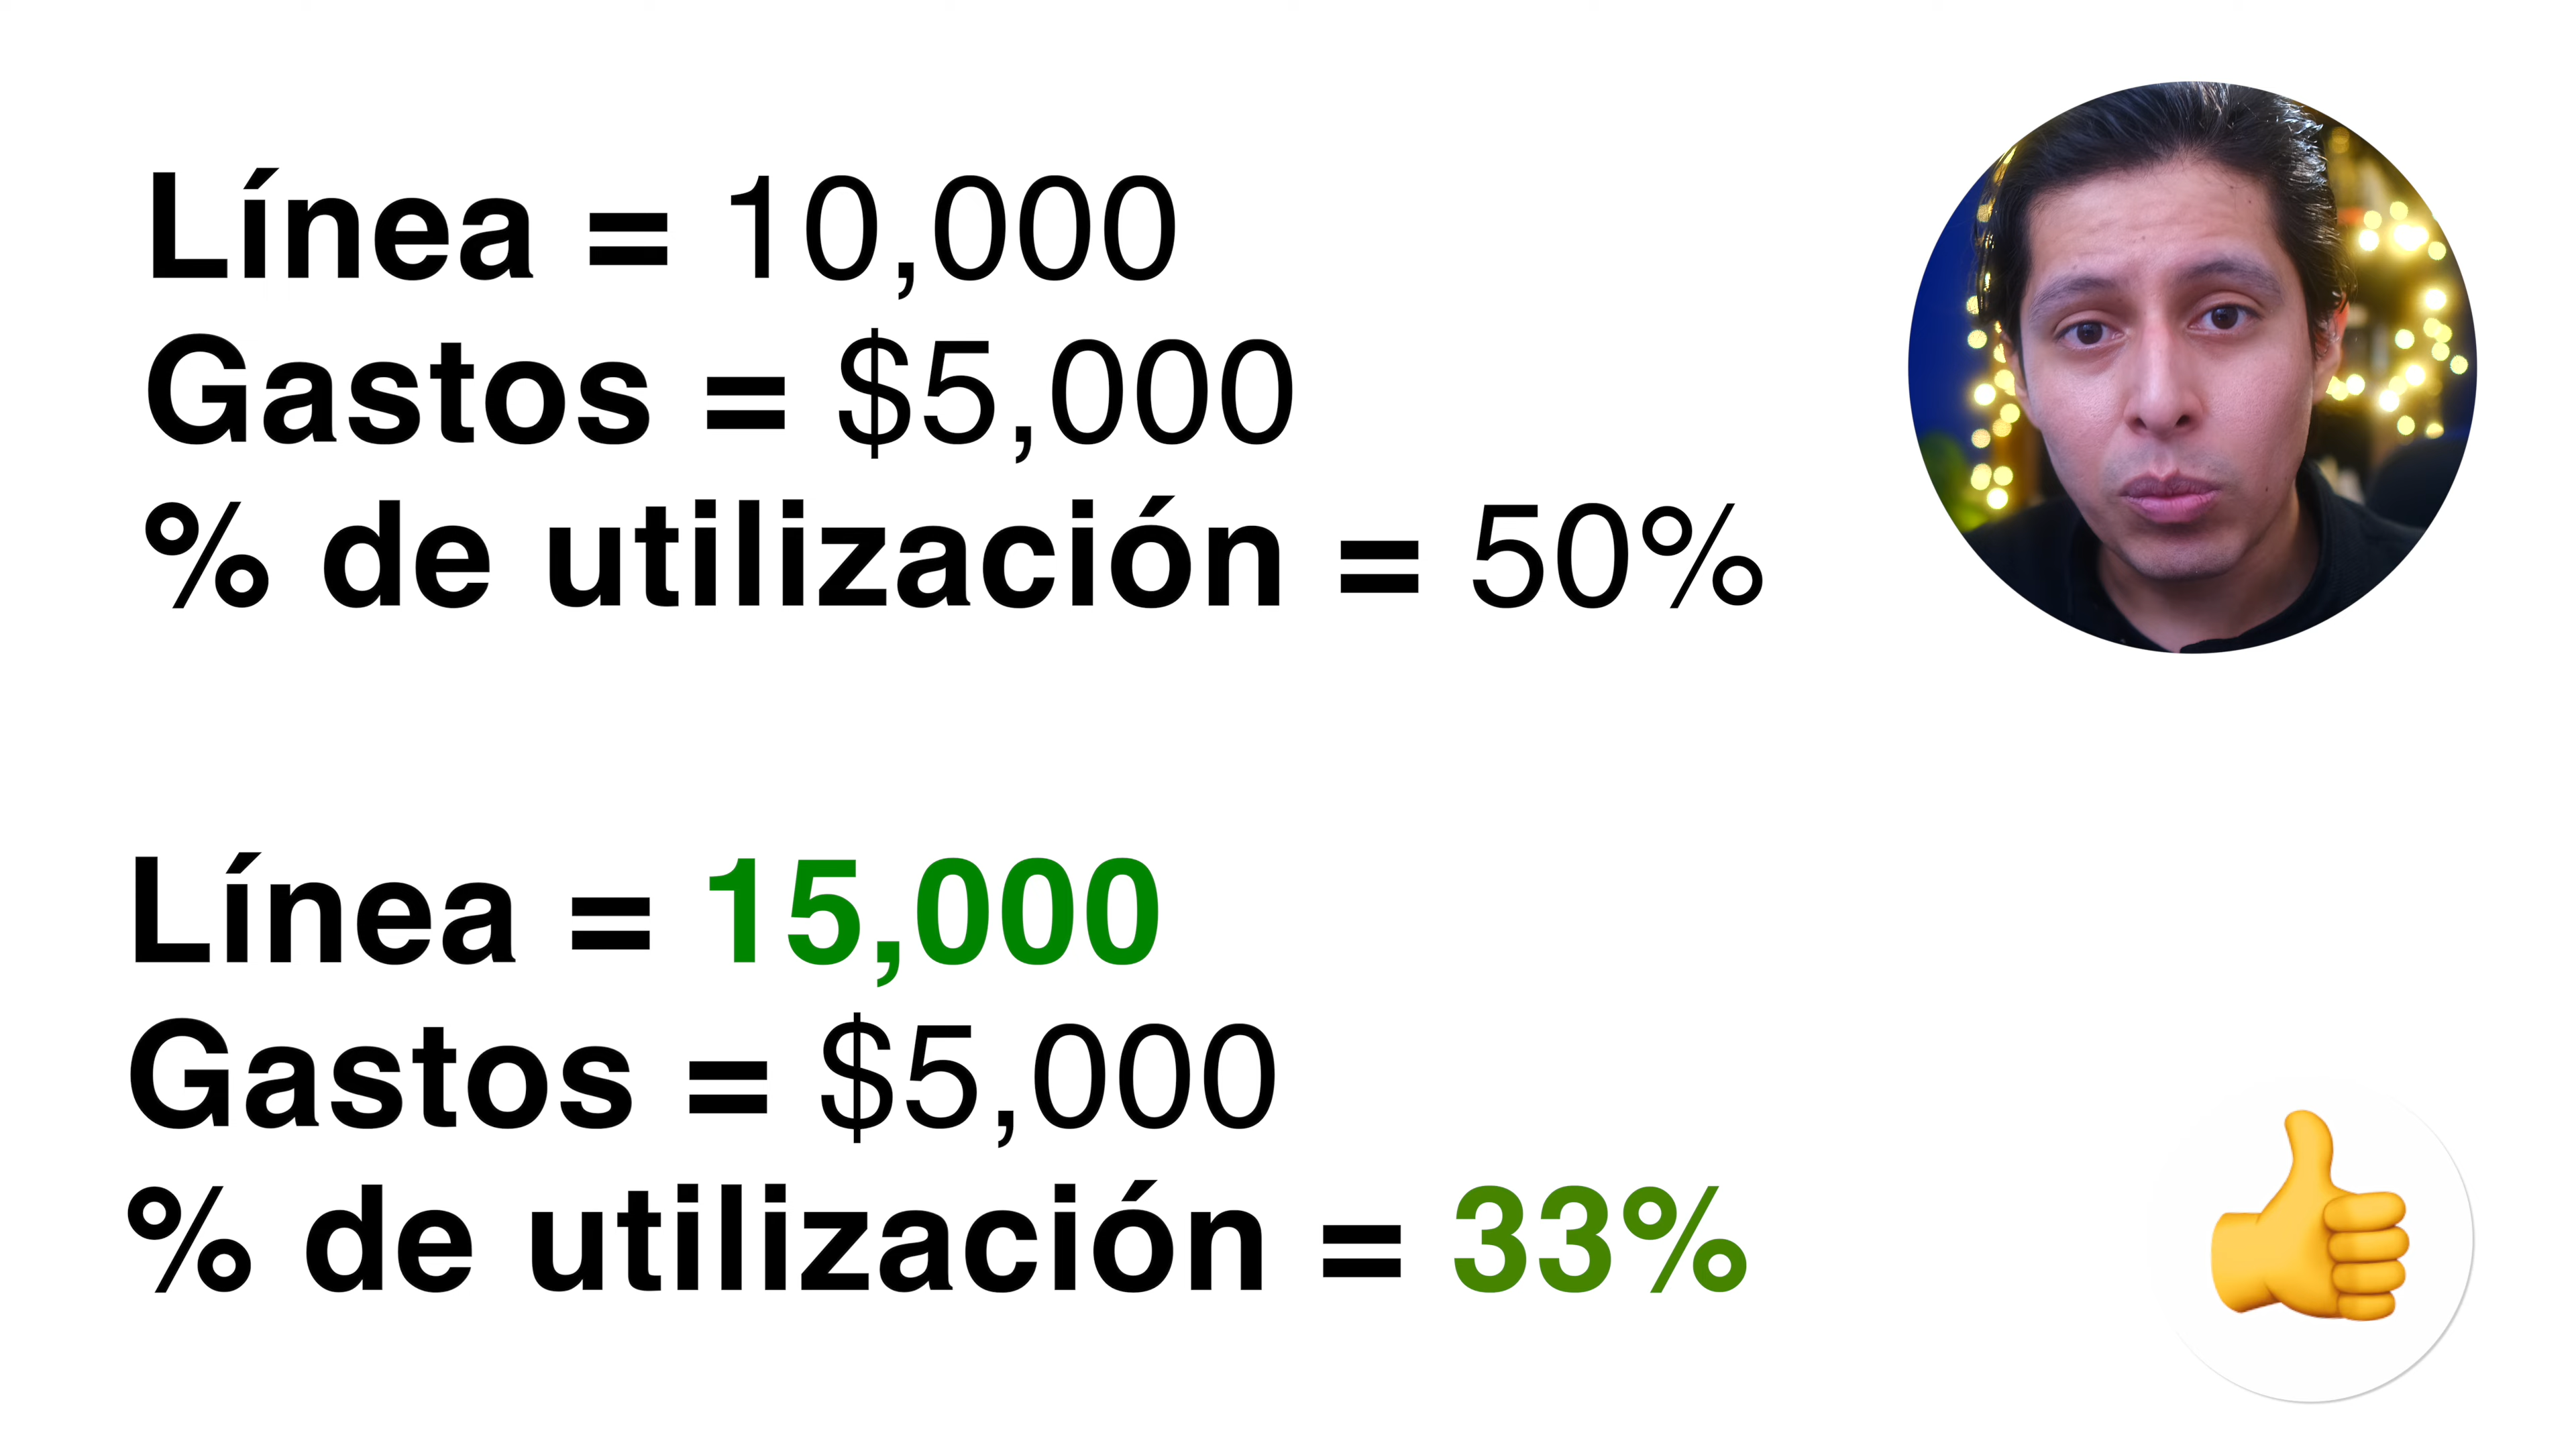 Línea = 10,000
Gastos = $5,000
% de utilización = 50%
Línea = 15,000
Gastos = $5,000
% de utilización = 33%